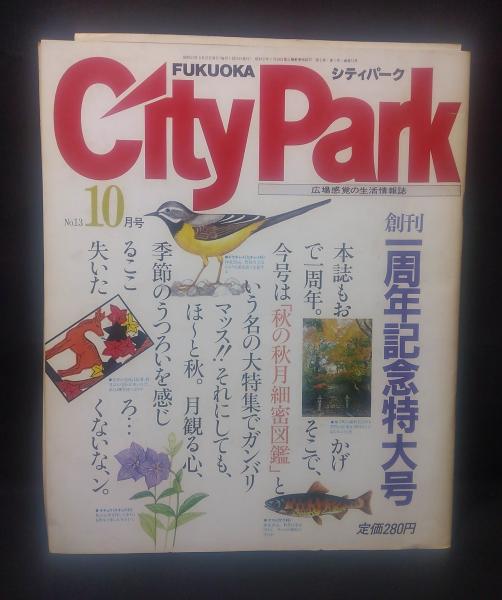 FUKUOKA
シティパーク
City Park
広場感覚の生活情報誌
No.13 10月号
創刊
一周年記念特大号
本誌もおかげ
で一周年。そこで、
今号は「秋の秋月細密図鑑」と
いう名の大特集でガンバリ
マッス!! それにしても、
ほ〜と秋。月観る心、
季節のうつろいを感じ
るこころ…
失いたくないな、ン。
定価280円